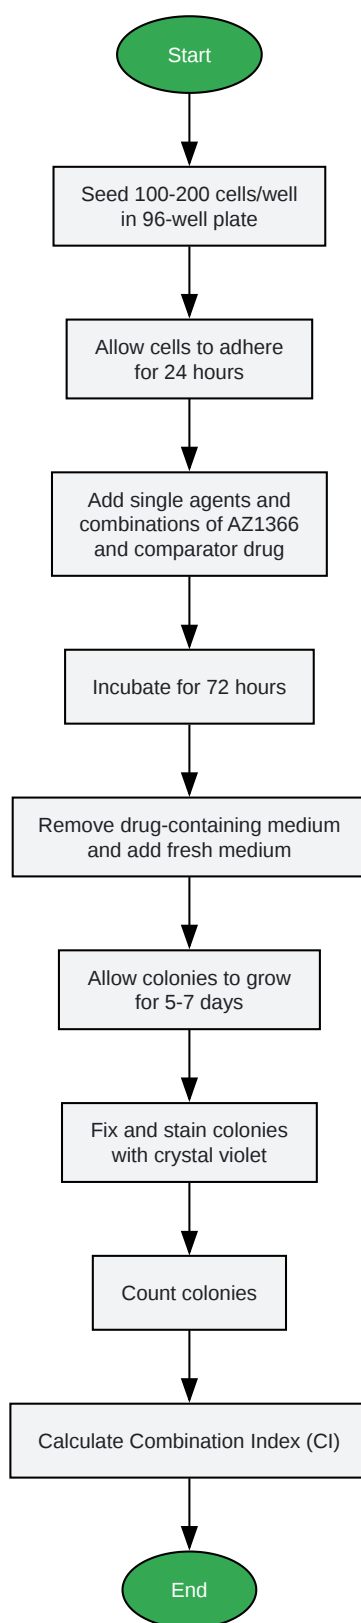 Start
Seed 100-200 cells/well
in 96-well plate
Allow cells to adhere
for 24 hours
Add single agents and
combinations of AZ1366
and comparator drug
Incubate for 72 hours
Remove drug-containing medium
and add fresh medium
Allow colonies to grow
for 5-7 days
Fix and stain colonies
with crystal violet
Count colonies
Calculate Combination Index (CI)
End